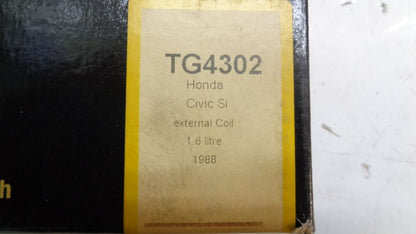 TG4302
Honda
Civic Si
external Coil
1.6 litre
1988
h